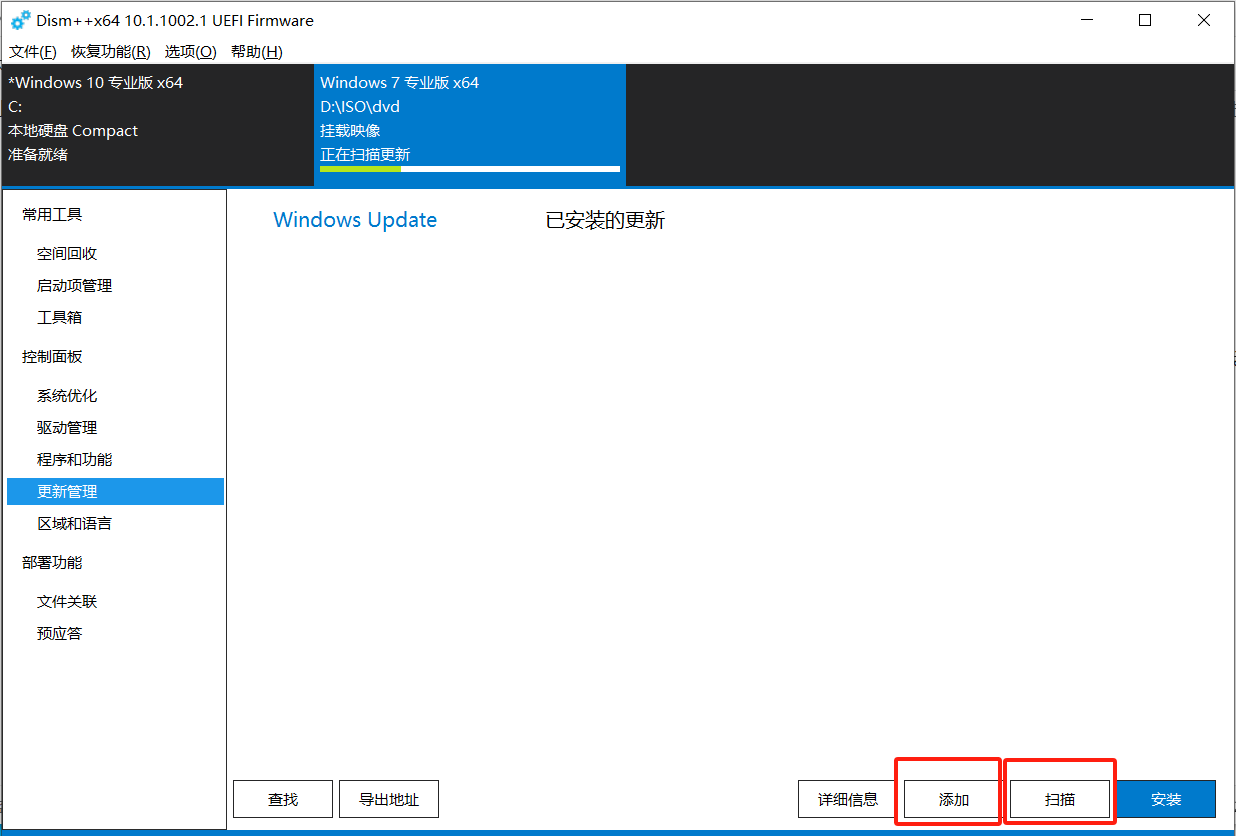 Dism++x64 10.1.1002.1 UEFI Firmware
文件(F) 恢复功能(R) 选项(O) 帮助(H)
*Windows 10 专业版 x64
C:
本地硬盘 Compact
准备就绪
Windows 7 专业版 x64
D:\ISO\dvd
挂载映像
正在扫描更新
常用工具
空间回收
启动项管理
工具箱
控制面板
系统优化
驱动管理
程序和功能
更新管理
区域和语言
部署功能
文件关联
预应答
Windows Update 已安装的更新
查找 导出地址 详细信息 添加 扫描 安装